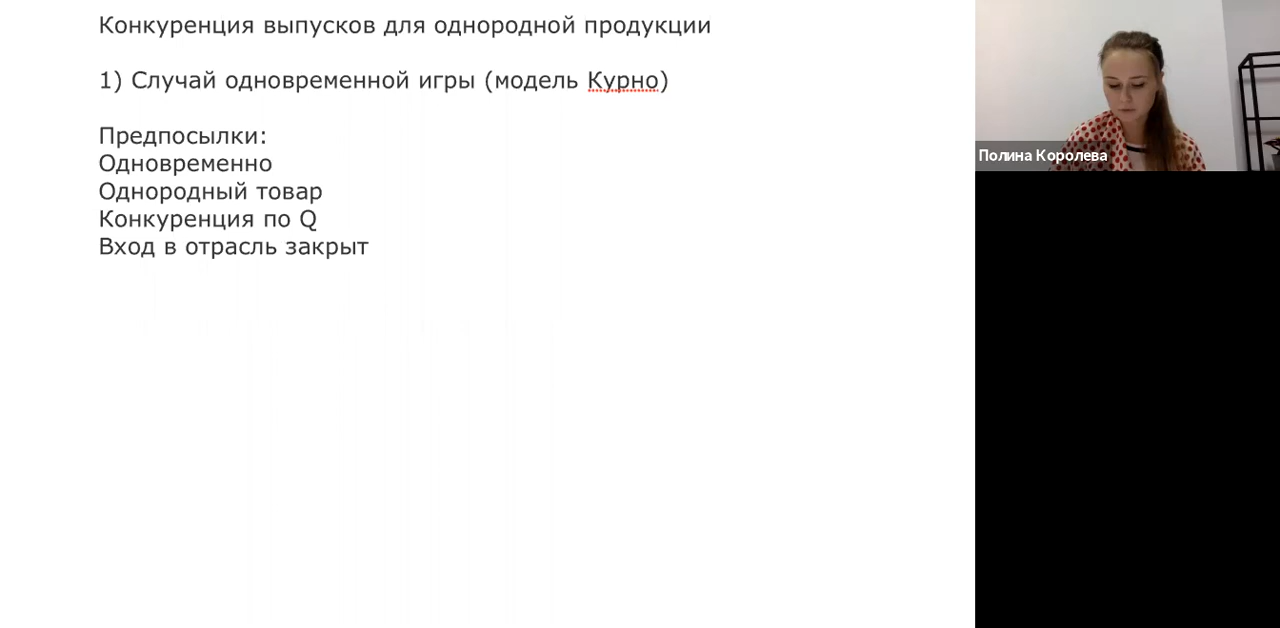 Конкуренция выпусков для однородной продукции
1) Случай одновременной игры (модель Курно)
Предпосылки:
Одновременно
Однородный товар
Конкуренция по Q
Вход в отрасль закрыт
Полина Королева